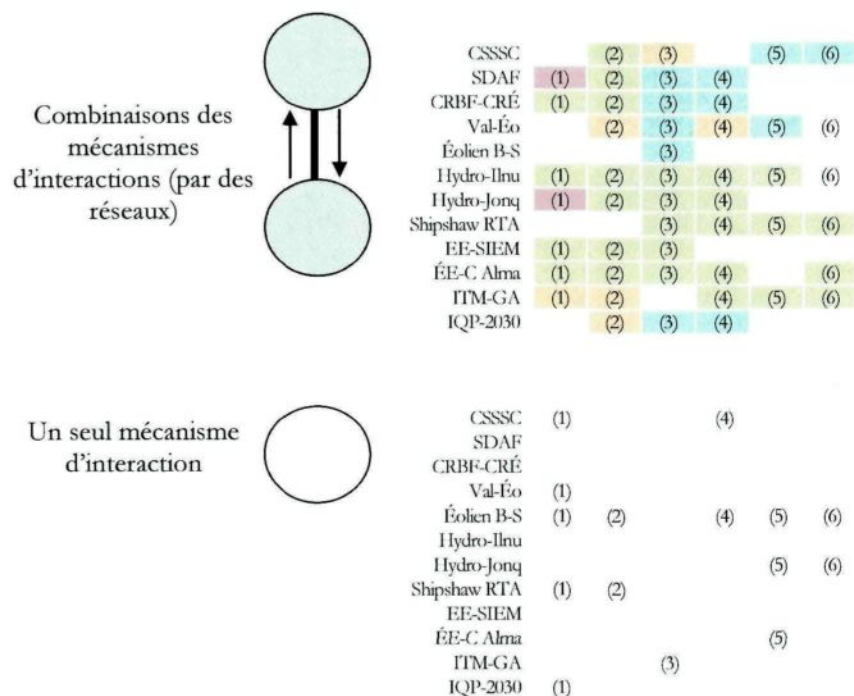 Combinaisons des
mécanismes
d'interactions (par des
réseaux)
CSSSC (2) (3) (5) (6)
SDAF (1) (2) (3) (4)
CRBF-CRÉ (1) (2) (3) (4)
Val-Éo (2) (3) (4) (5) (6)
Éolien B-S (3)
Hydro-Ilnu (1) (2) (3) (4) (5) (6)
Hydro-Jonq (1) (2) (3) (4)
Shipshaw RTA (3) (4) (5) (6)
EE-SIEM (1) (2) (3)
ÉE-C Alma (1) (2) (3) (4) (6)
ITM-GA (1) (2) (4) (5) (6)
IQP-2030 (2) (3) (4)
Un seul mécanisme
d'interaction
CSSSC (1) (4)
SDAF
CRBF-CRÉ
Val-Éo (1)
Éolien B-S (1) (2) (4) (5) (6)
Hydro-Ilnu
Hydro-Jonq (5) (6)
Shipshaw RTA (1) (2)
EE-SIEM
ÉE-C Alma (5)
ITM-GA (3)
IQP-2030 (1)